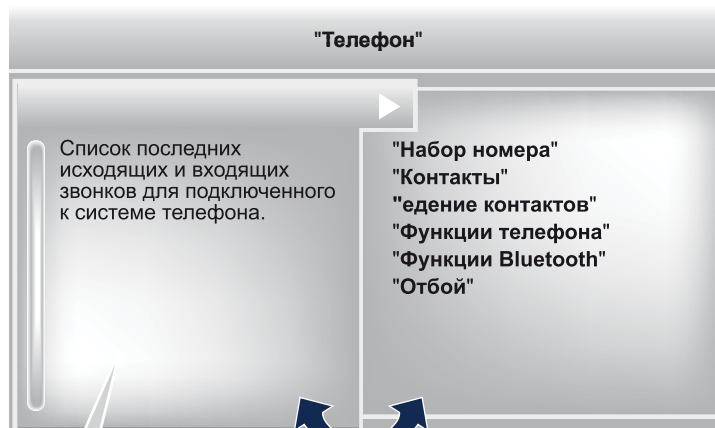 "Телефон"
Список последних
исходящих и входящих
звонков для подключенного
к системе телефона.
"Набор номера"
"Контакты"
"едение контактов"
"Функции телефона"
"Функции Bluetooth"
"Отбой"